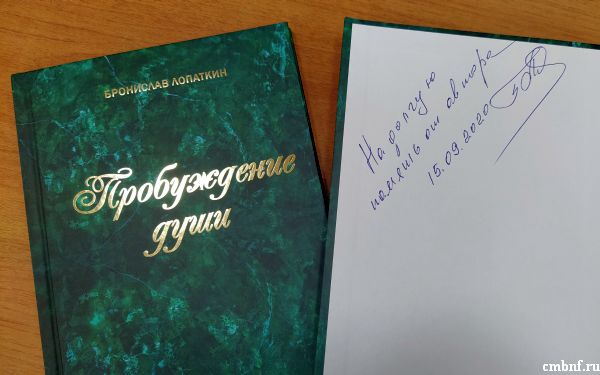 БРОНИСЛАВ ЛОПАТКИН
Пробуждение
души
На долгую
память от автора
15.09.2020
cmbnf.ru